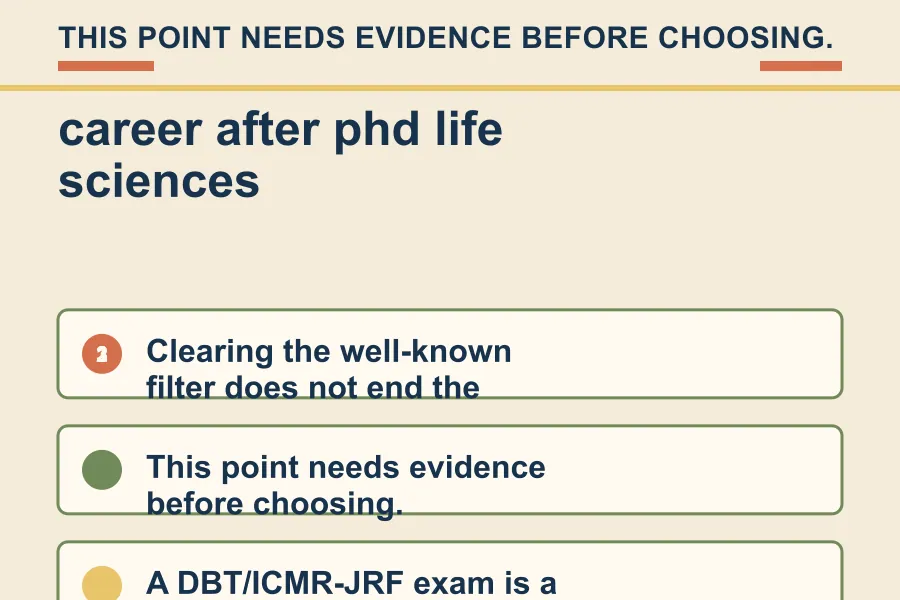 THIS POINT NEEDS EVIDENCE BEFORE CHOOSING.
career after phd life
sciences
Clearing the well-known
filter does not end the
This point needs evidence
before choosing.
A DBT/ICMR-JRF exam is a